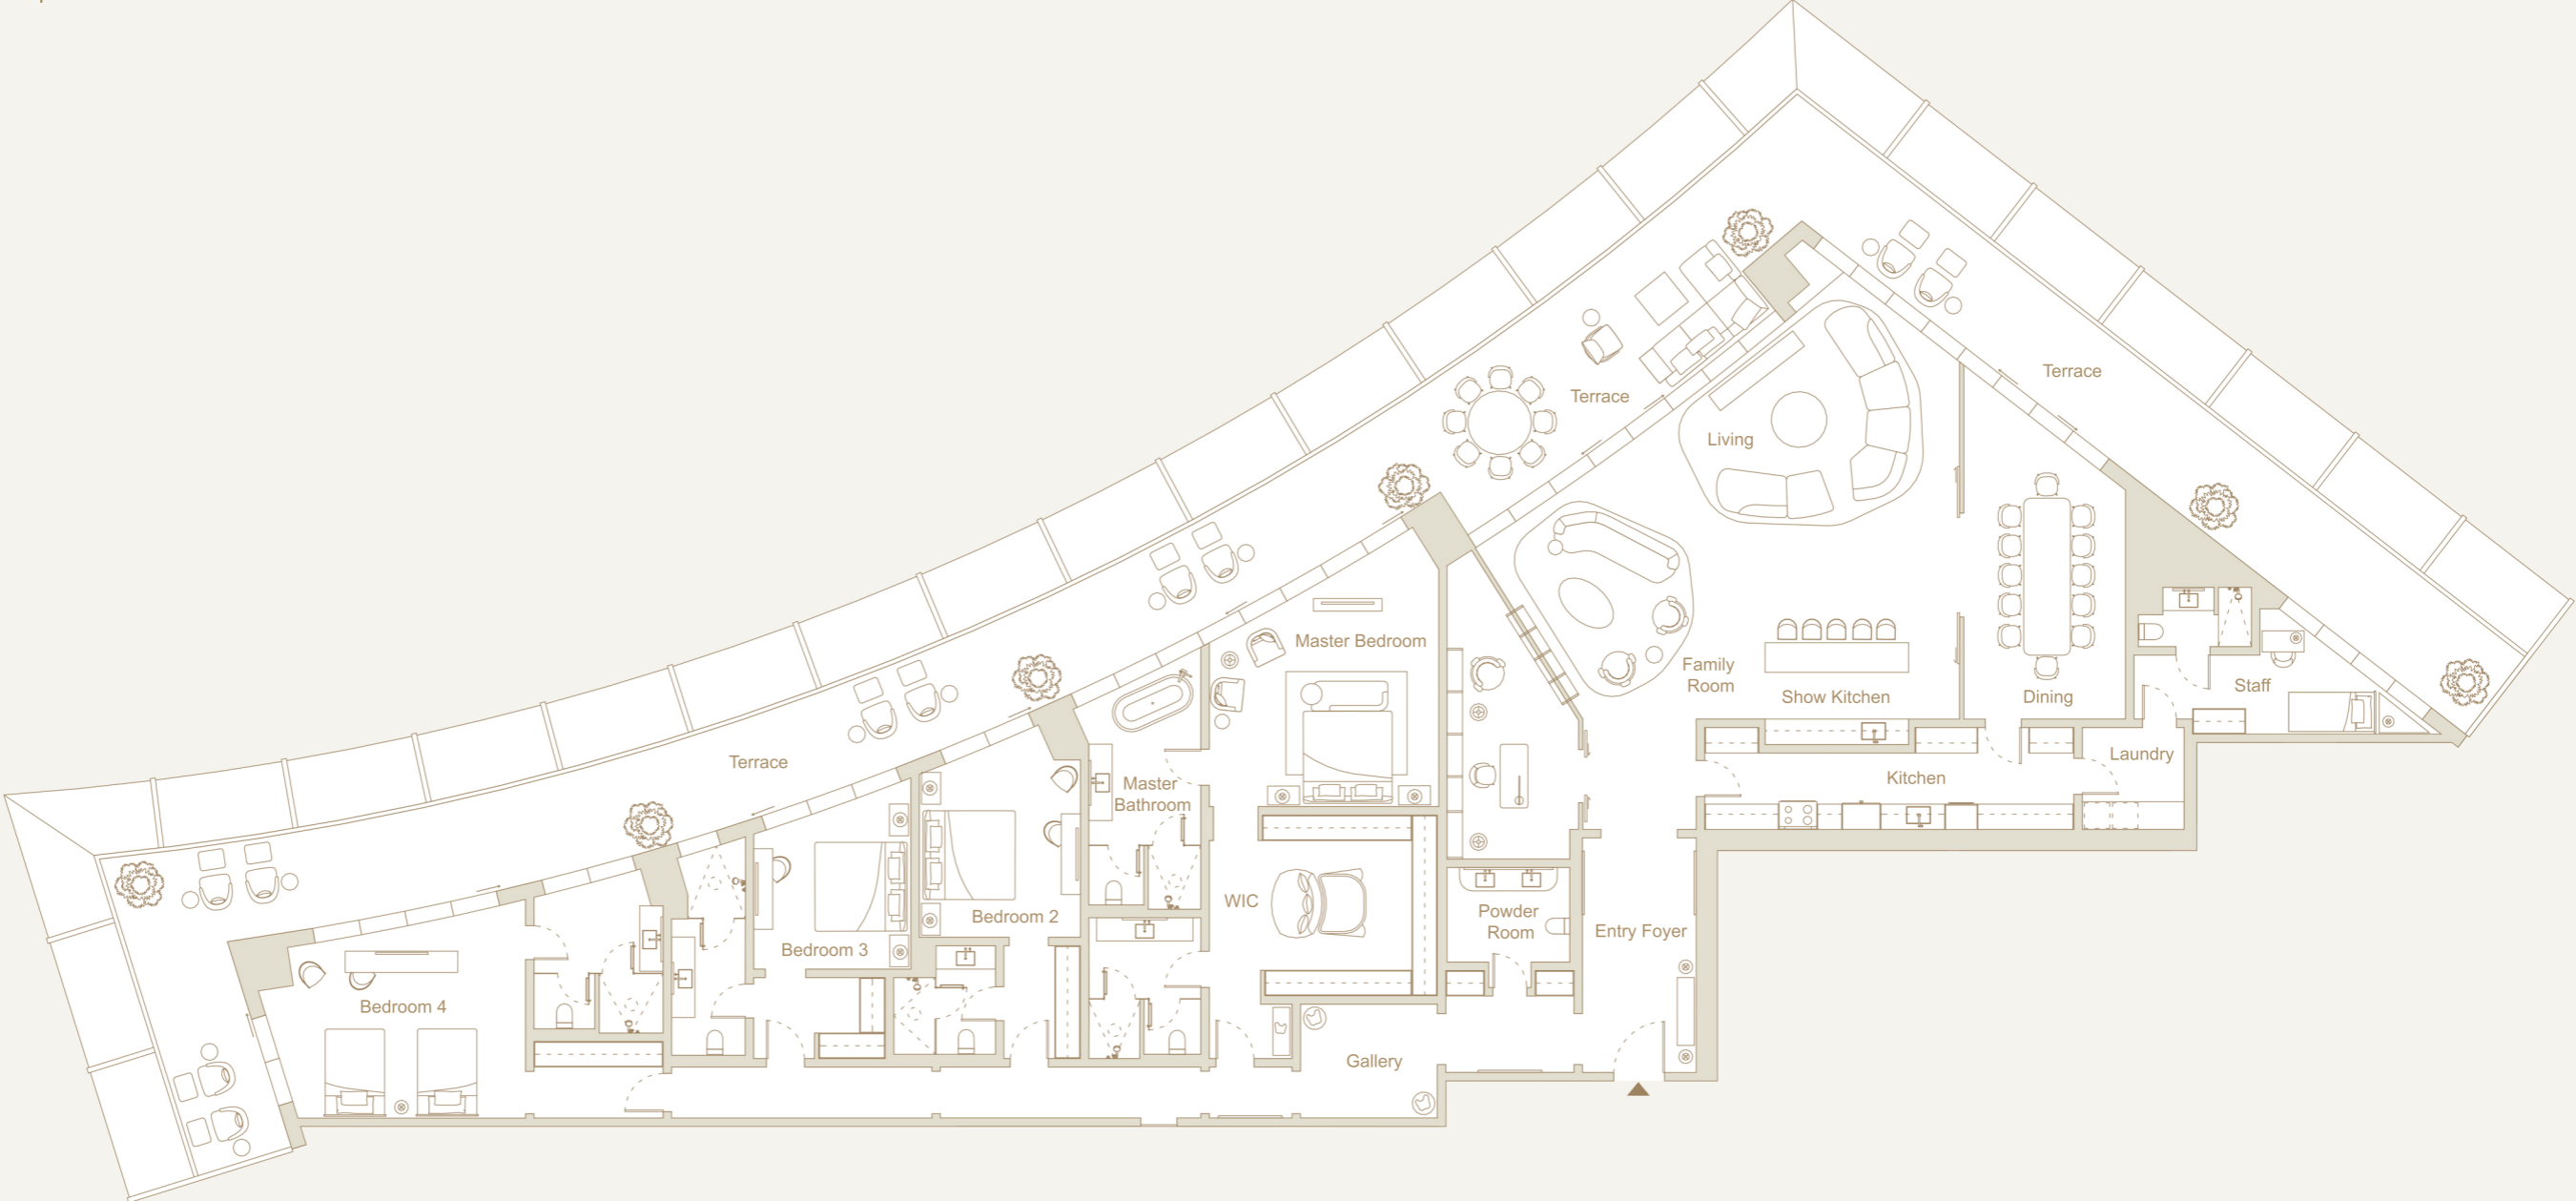 Terrace
Terrace
Living
Master Bedroom
Family
Room
Show Kitchen
Dining
Staff
Terrace
Master
Bathroom
Kitchen
Laundry
WIC
Powder
Room
Entry Foyer
Bedroom 2
Bedroom 3
Bedroom 4
Gallery